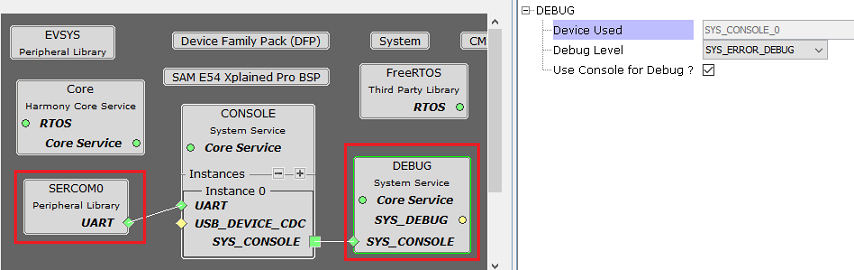 EVSYS
Peripheral Library
Device Family Pack (DFP)
System
CM
SAM E54 Xplained Pro BSP
Core
Harmony Core Service
RTOS
Core Service
FreeRTOS
Third Party Library
RTOS
CONSOLE
System Service
Core Service
Instances
Instance 0
UART
USB_DEVICE_CDC
SYS_CONSOLE
SERCOM0
Peripheral Library
UART
DEBUG
System Service
Core Service
SYS_DEBUG
SYS_CONSOLE
DEBUG
Device Used SYS_CONSOLE_0
Debug Level SYS_ERROR_DEBUG
Use Console for Debug ?